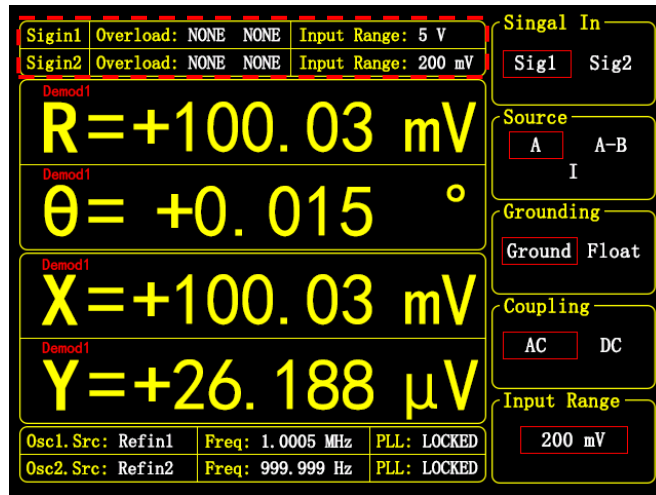 Sigin1 Overload: NONE NONE Input Range: 5 V
Sigin2 Overload: NONE NONE Input Range: 200 mV
Demod1
R=+100.03 mV
Demod1
θ= +0.015 °
Demod1
X=+100.03 mV
Demod1
Y=+26.188 μV
Osc1.Src: Refin1 Freq: 1.0005 MHz PLL: LOCKED
Osc2.Src: Refin2 Freq: 999.999 Hz PLL: LOCKED
Singal In
Sig1 Sig2
Source
A A-B
I
Grounding
Ground Float
Coupling
AC DC
Input Range
200 mV